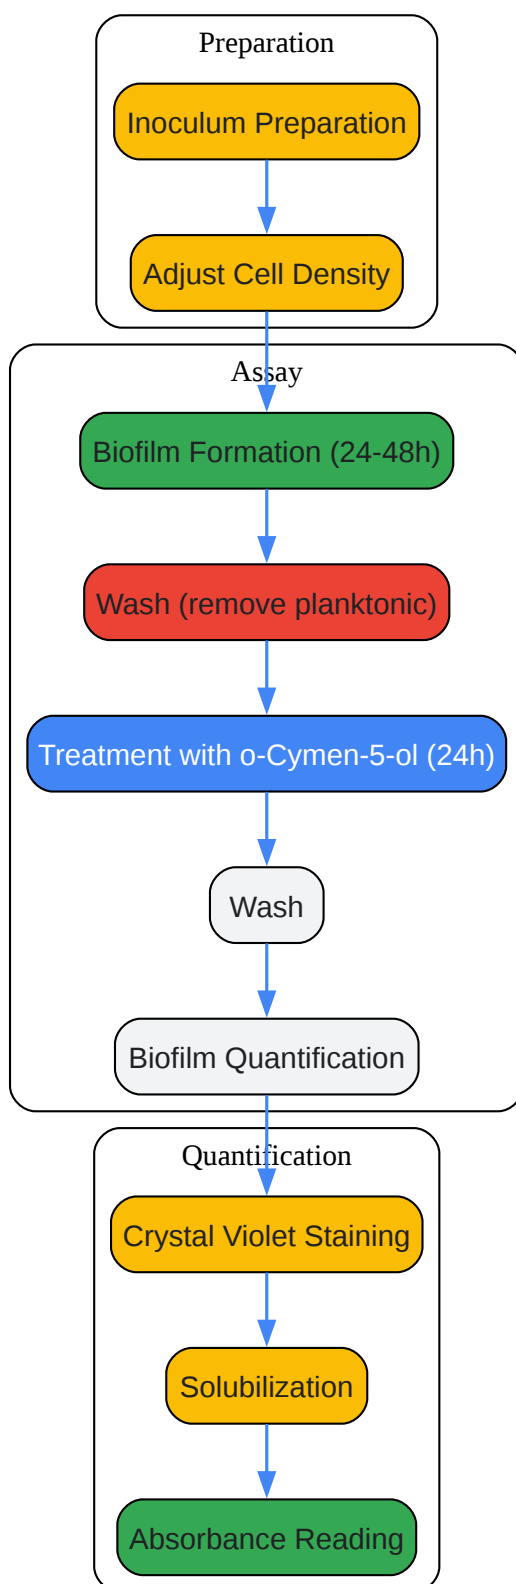 Preparation
Inoculum Preparation
Adjust Cell Density
Assay
Biofilm Formation (24-48h)
Wash (remove planktonic)
Treatment with o-Cymen-5-ol (24h)
Wash
Biofilm Quantification
Quantification
Crystal Violet Staining
Solubilization
Absorbance Reading